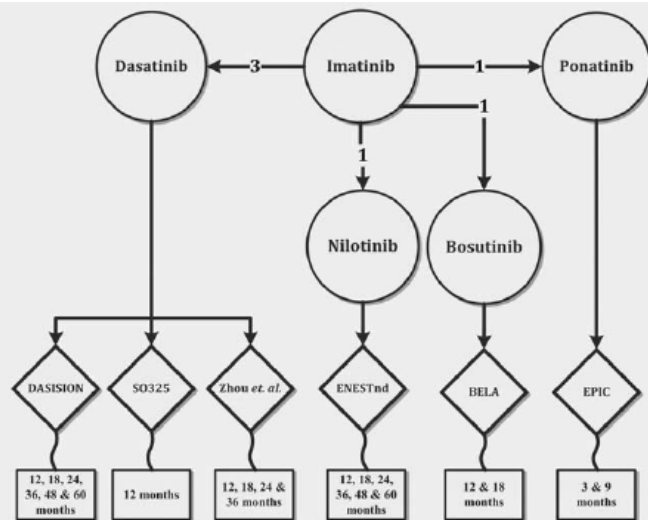 Dasatinib
3
Imatinib
1
Ponatinib
1
1
Nilotinib
Bosutinib
DASISION
SO325
Zhou et. al.
ENESTnd
BELA
EPIC
12, 18, 24,
36, 48 & 60
months
12 months
12, 18, 24 &
36 months
12, 18, 24,
36, 48 & 60
months
12 & 18
months
3 & 9
months